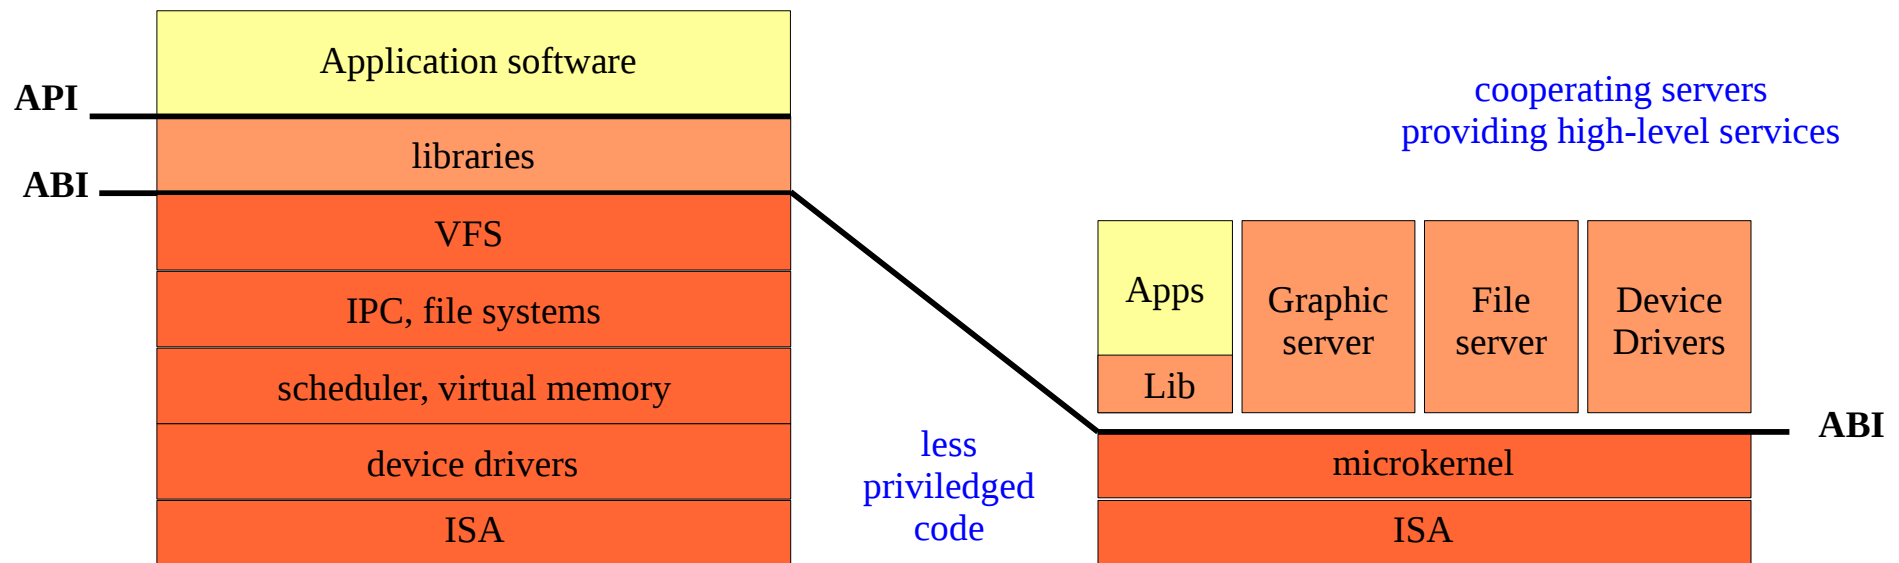 Application software
API
libraries
ABI
VFS
IPC, file systems
scheduler, virtual memory
device drivers
ISA
less
priviledged
code
cooperating servers
providing high-level services
Apps
Lib
Graphic
server
File
server
Device
Drivers
ABI
microkernel
ISA